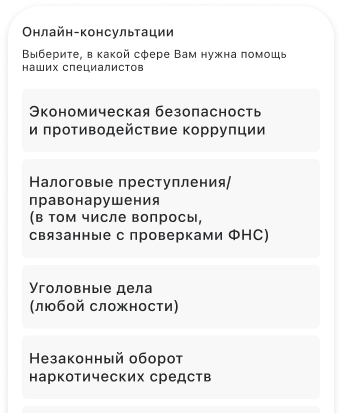 Онлайн-консультации
Выберите, в какой сфере Вам нужна помощь
наших специалистов
Экономическая безопасность
и противодействие коррупции
Налоговые преступления/
правонарушения
(в том числе вопросы,
связанные с проверками ФНС)
Уголовные дела
(любой сложности)
Незаконный оборот
наркотических средств